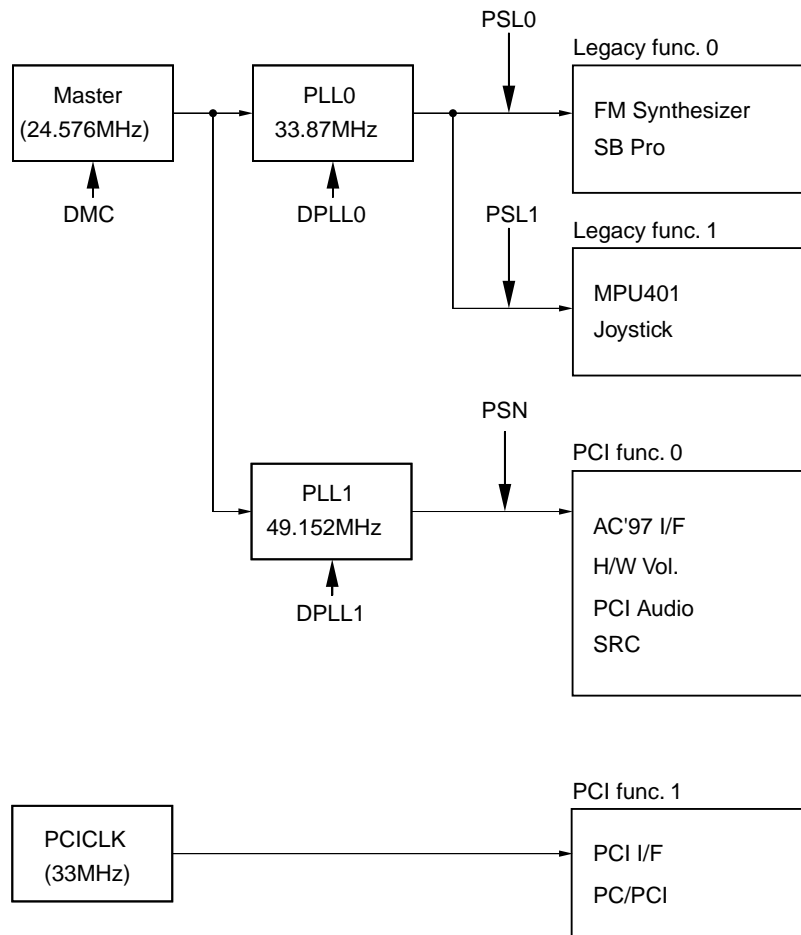 PSL0
Legacy func. 0
Master
(24.576MHz)
PLL0
33.87MHz
FM Synthesizer
SB Pro
DMC
DPLL0
PSL1
Legacy func. 1
MPU401
Joystick
PSN
PCI func. 0
PLL1
49.152MHz
AC'97 I/F
H/W Vol.
PCI Audio
SRC
DPLL1
PCI func. 1
PCICLK
(33MHz)
PCI I/F
PC/PCI